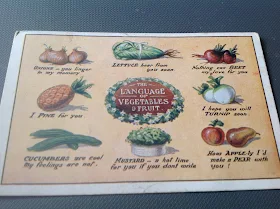 ONIONS - you linger
in my memory
LETTUCE hear from
you soon.
Nothing can BEET
my love for you
THE
LANGUAGE
OF
VEGETABLES
& FRUIT.
I PINE for you
I hope you will
TURNIP soon
CUCUMBERS are cool
My feelings are not.
MUSTARD - a hot time
for you if you dont write
How APPLEly I'd
make a PEAR with
you!